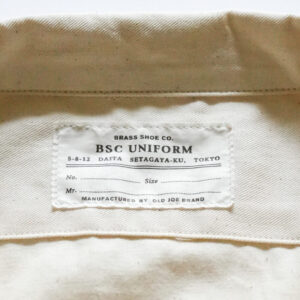 BRASS SHOE CO.
BSC UNIFORM
5-8-12 DAITA SETAGAYA-KU, TOKYO
No. Size
Mr.
MANUFACTURED BY OLD JOE BRAND